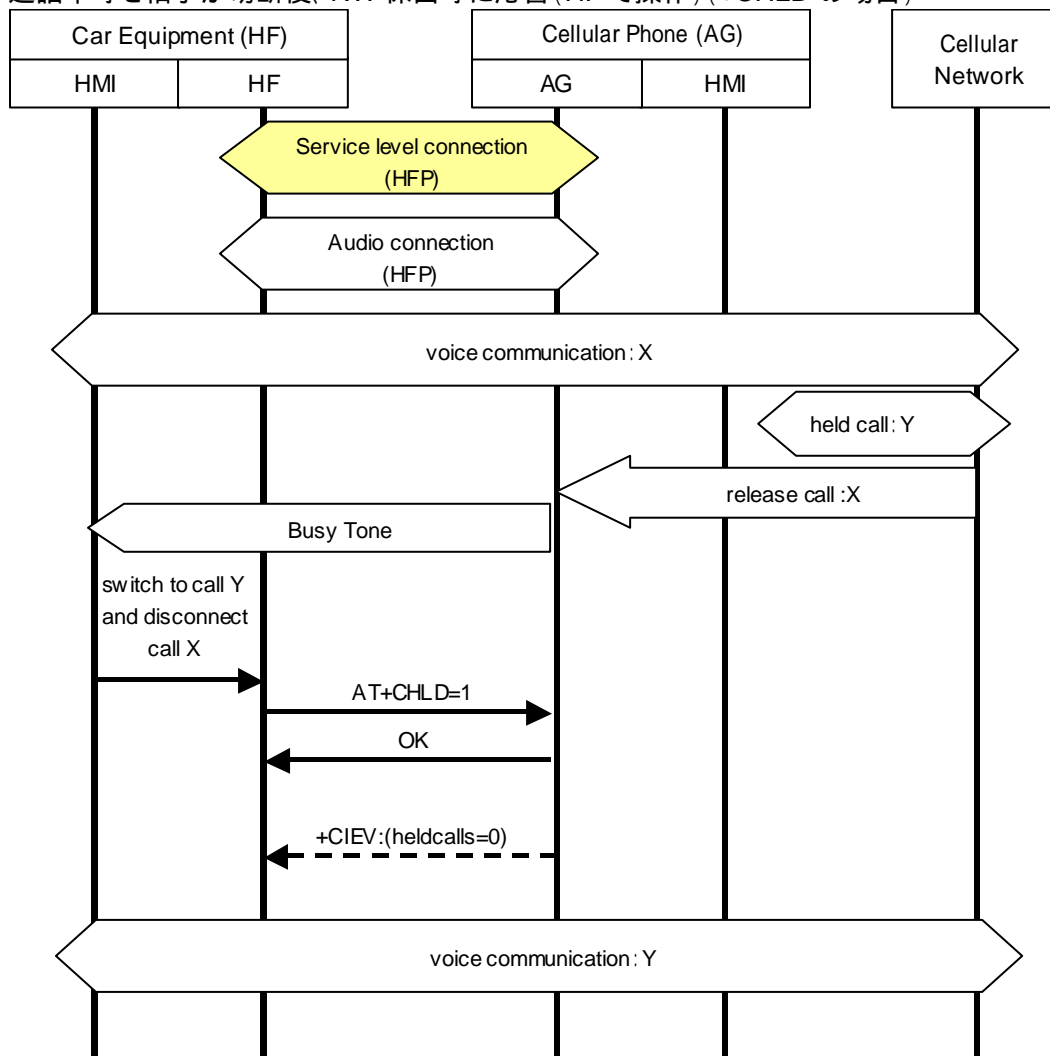 Car Equipment (HF)
Cellular Phone (AG)
Cellular
Network
HMI
HF
AG
HMI
Service level connection
(HFP)
Audio connection
(HFP)
voice communication: X
held call: Y
release call :X
Busy Tone
switch to call Y
and disconnect
call X
AT+CHLD=1
OK
+CIEV:(heldcalls=0)
voice communication: Y